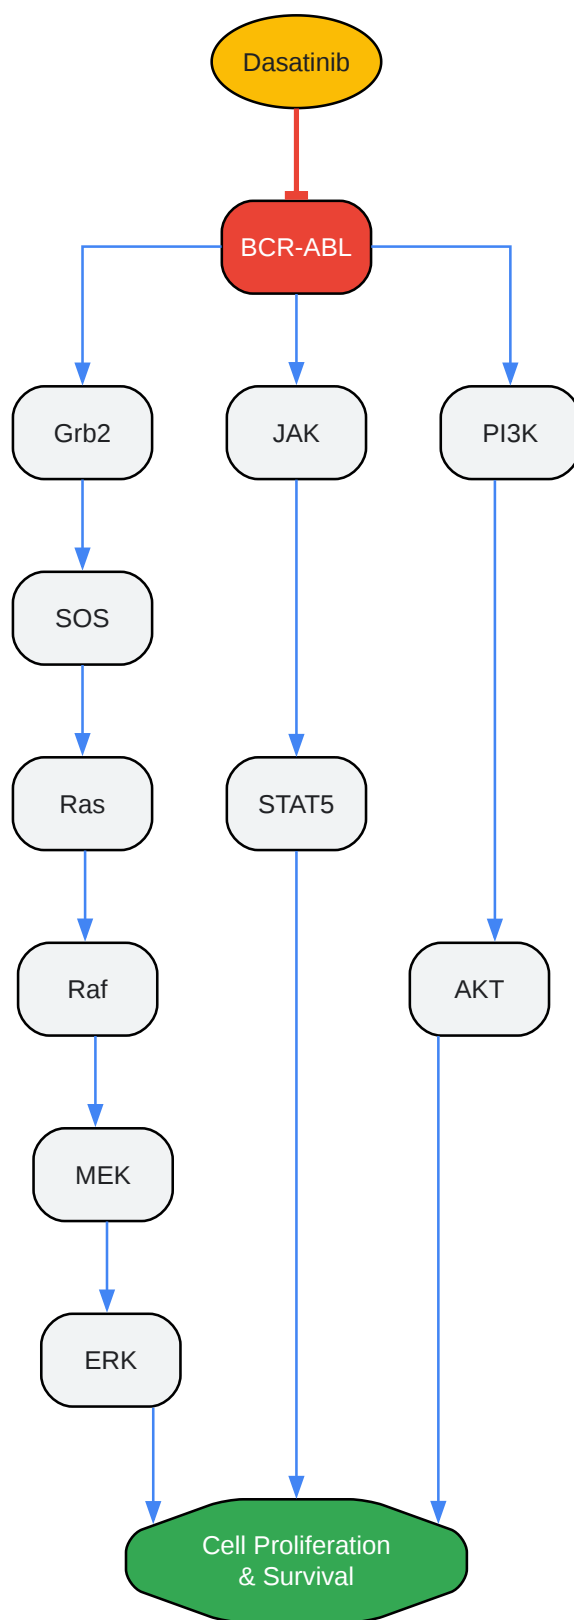 Dasatinib
BCR-ABL
Grb2
JAK
PI3K
SOS
Ras
STAT5
Raf
AKT
MEK
ERK
Cell Proliferation
& Survival